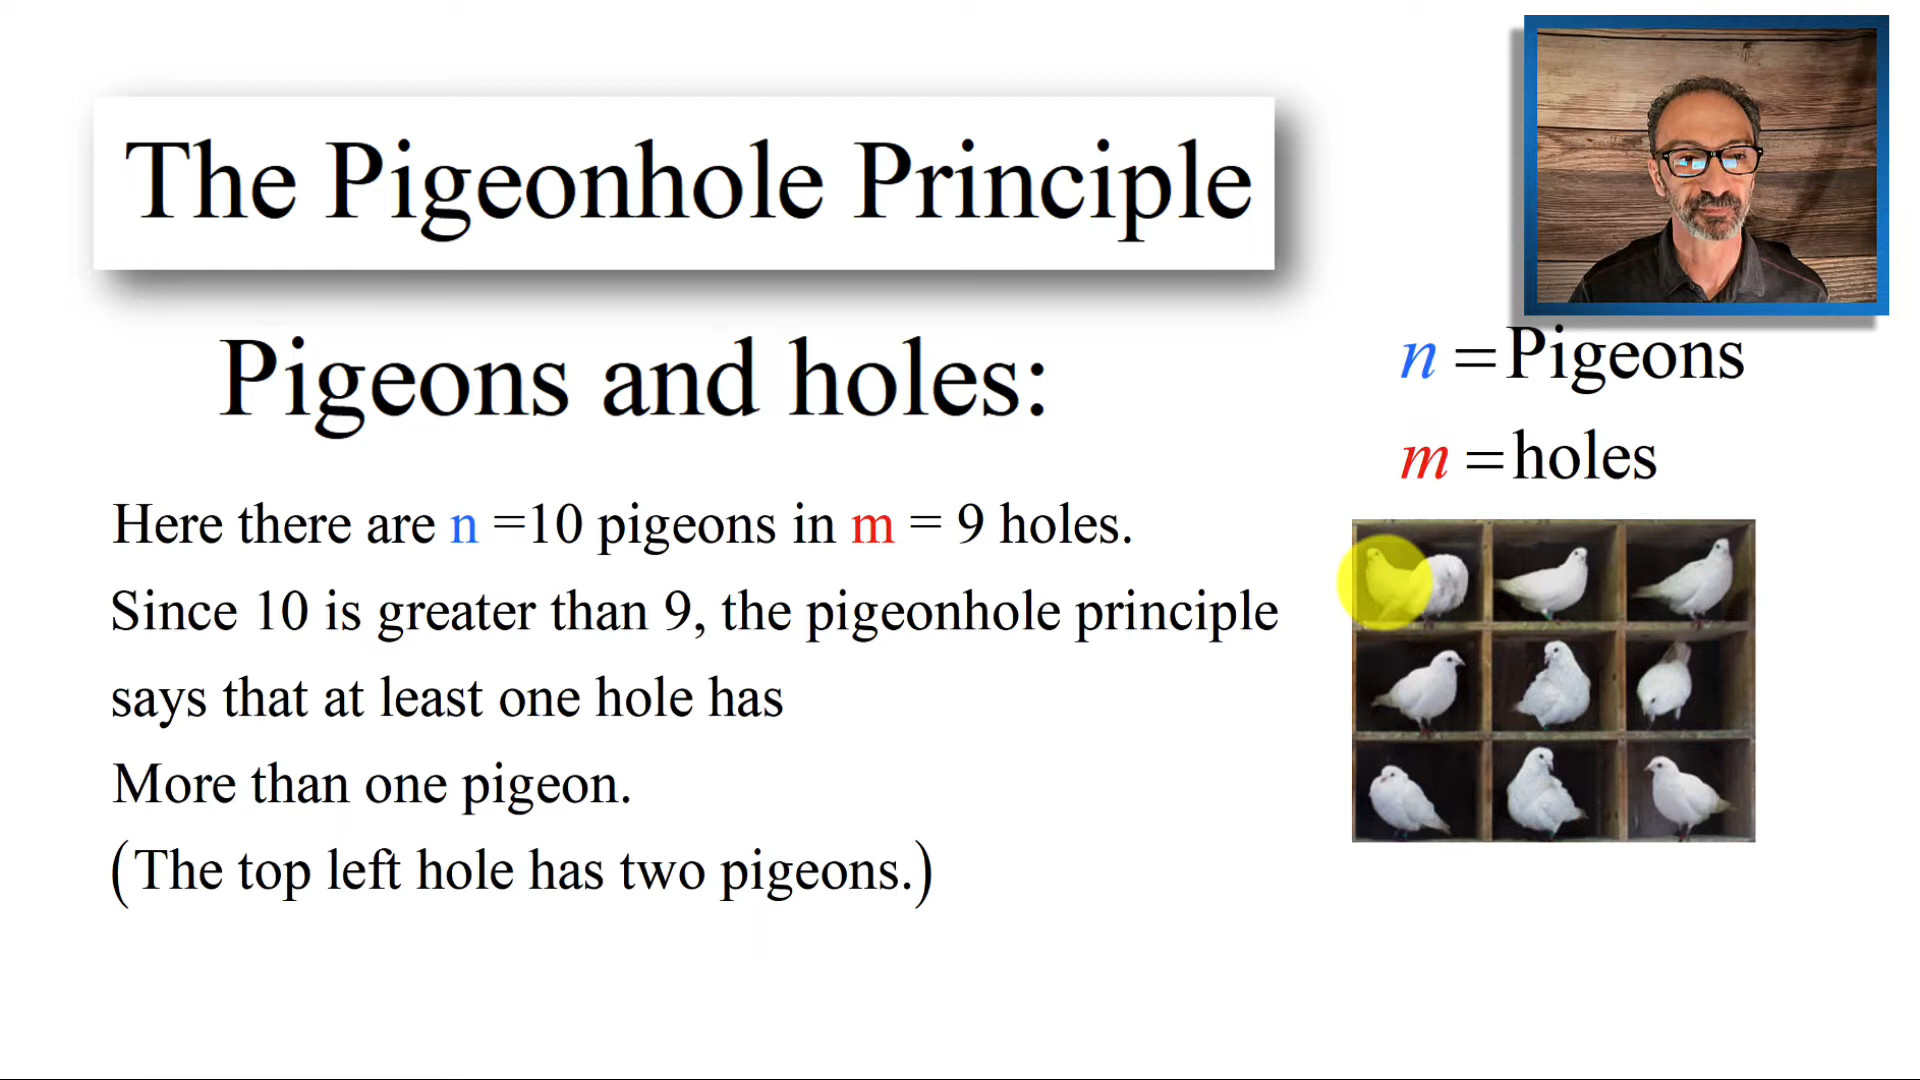 The Pigeonhole Principle
Pigeons and holes:
n = Pigeons
m = holes
Here there are n =10 pigeons in m = 9 holes.
Since 10 is greater than 9, the pigeonhole principle
says that at least one hole has
More than one pigeon.
(The top left hole has two pigeons.)